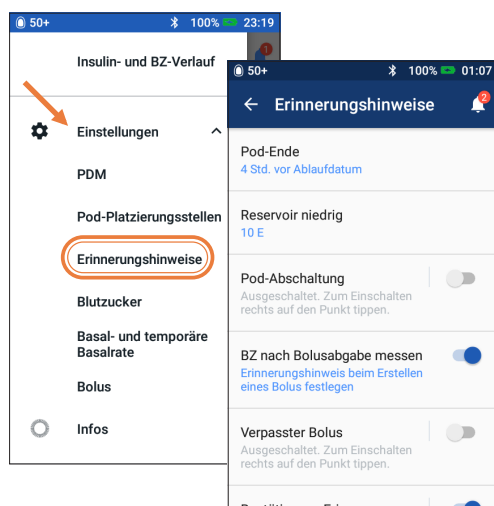 50+ 100% 23:19
Insulin- und BZ-Verlauf
Einstellungen
PDM
Pod-Platzierungsstellen
Erinnerungshinweise
Blutzucker
Basal- und temporäre
Basalrate
Bolus
Infos
50+ 100% 01:07
Erinnerungshinweise 2
Pod-Ende
4 Std. vor Ablaufdatum
Reservoir niedrig
10 E
Pod-Abschaltung
Ausgeschaltet. Zum Einschalten
rechts auf den Punkt tippen.
BZ nach Bolusabgabe messen
Erinnerungshinweis beim Erstellen
eines Bolus festlegen
Verpasster Bolus
Ausgeschaltet. Zum Einschalten
rechts auf den Punkt tippen.